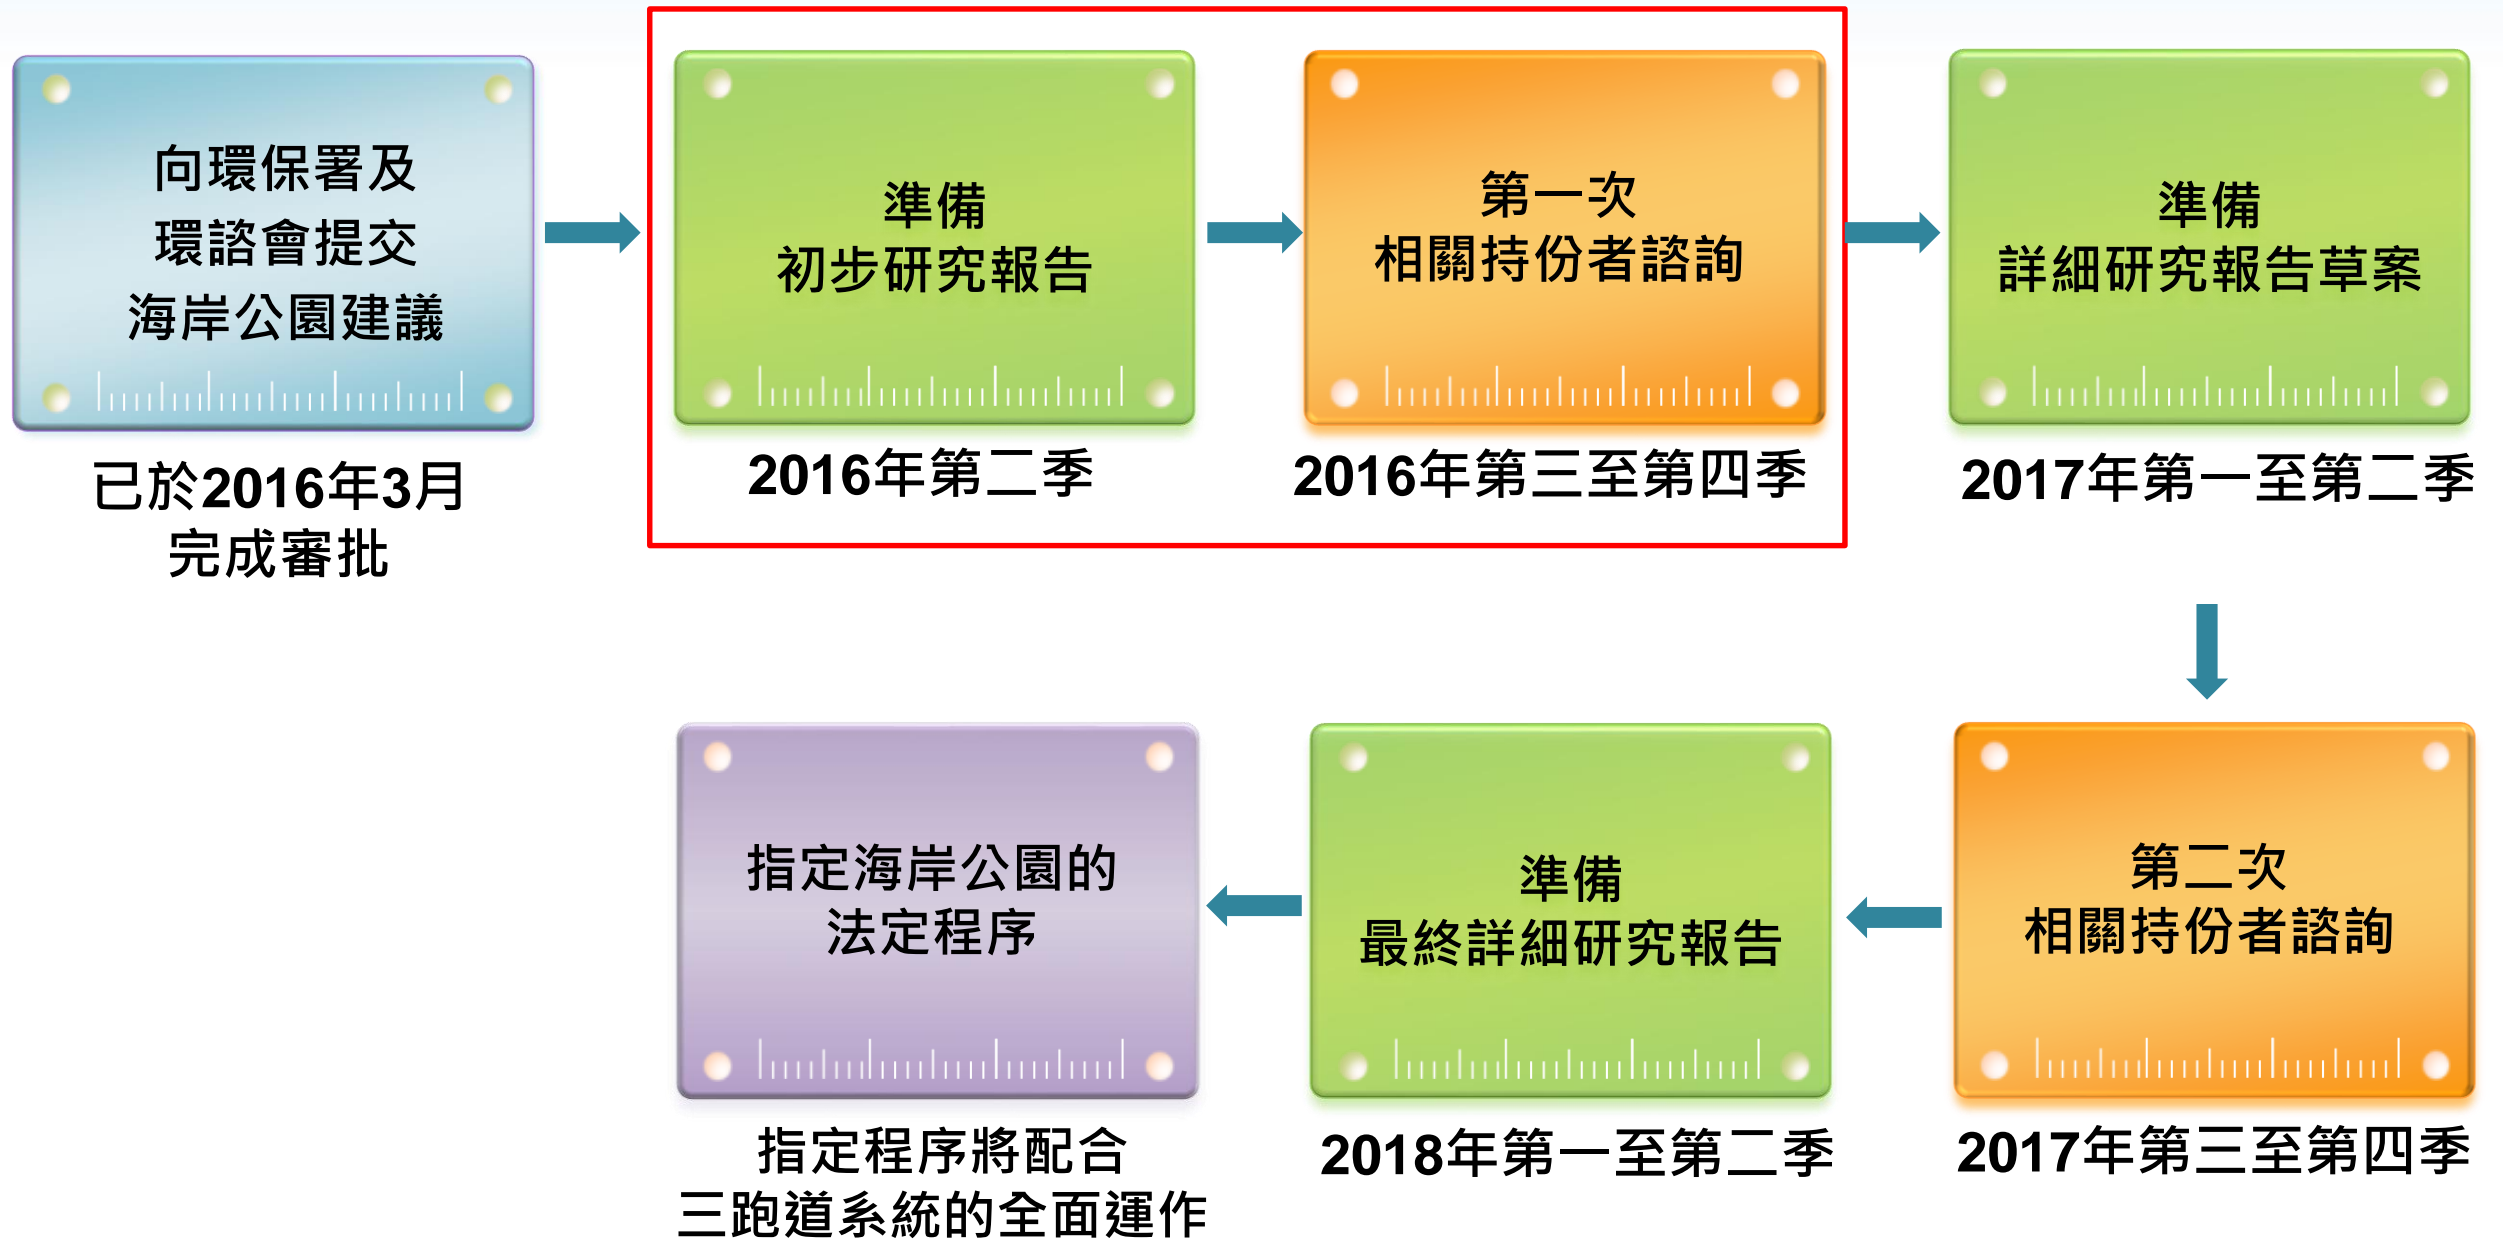 向環保署及
環諮會提交
海岸公園建議
已於2016年3月
完成審批
準備
初步研究報告
2016年第二季
第一次
相關持份者諮詢
2016年第三至第四季
準備
詳細研究報告草案
2017年第一至第二季
第二次
相關持份者諮詢
2017年第三至第四季
準備
最終詳細研究報告
2018年第一至第二季
指定海岸公園的
法定程序
指定程序將配合
三跑道系統的全面運作